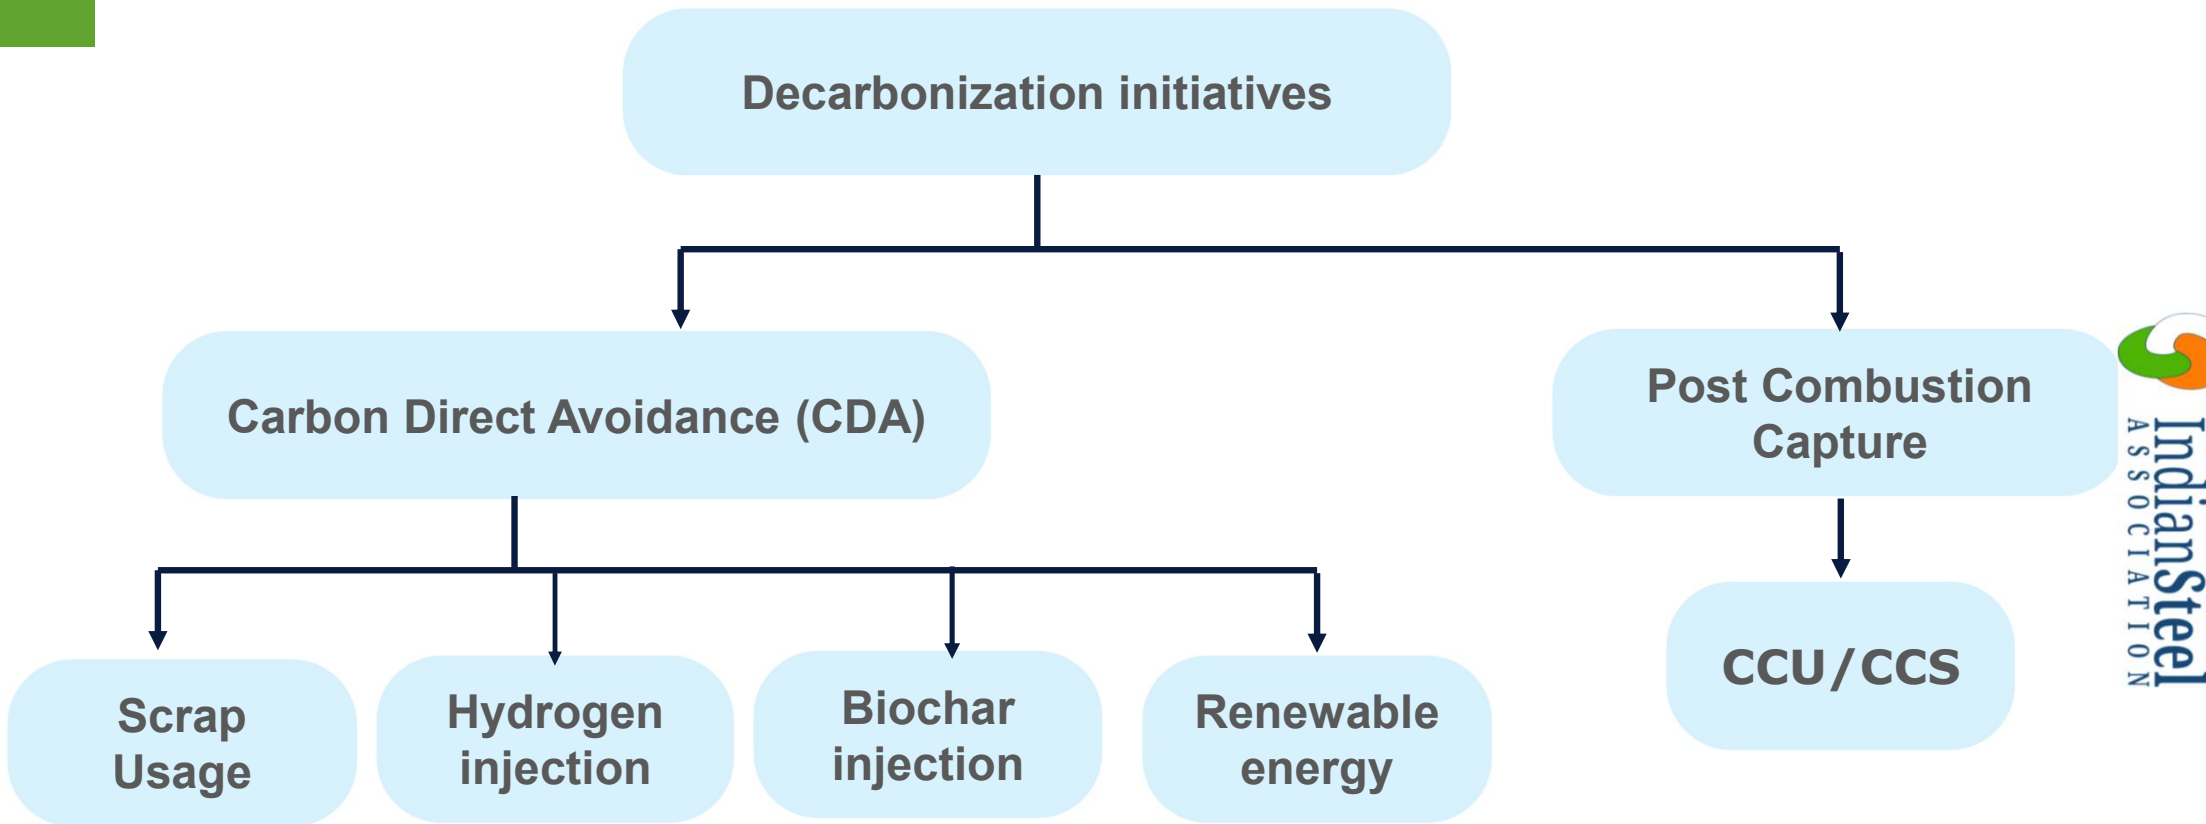 Decarbonization initiatives
Carbon Direct Avoidance (CDA)
Post Combustion
Capture
Scrap
Usage
Hydrogen
injection
Biochar
injection
Renewable
energy
CCU/CCS
IndianSteel
ASSOCIATION